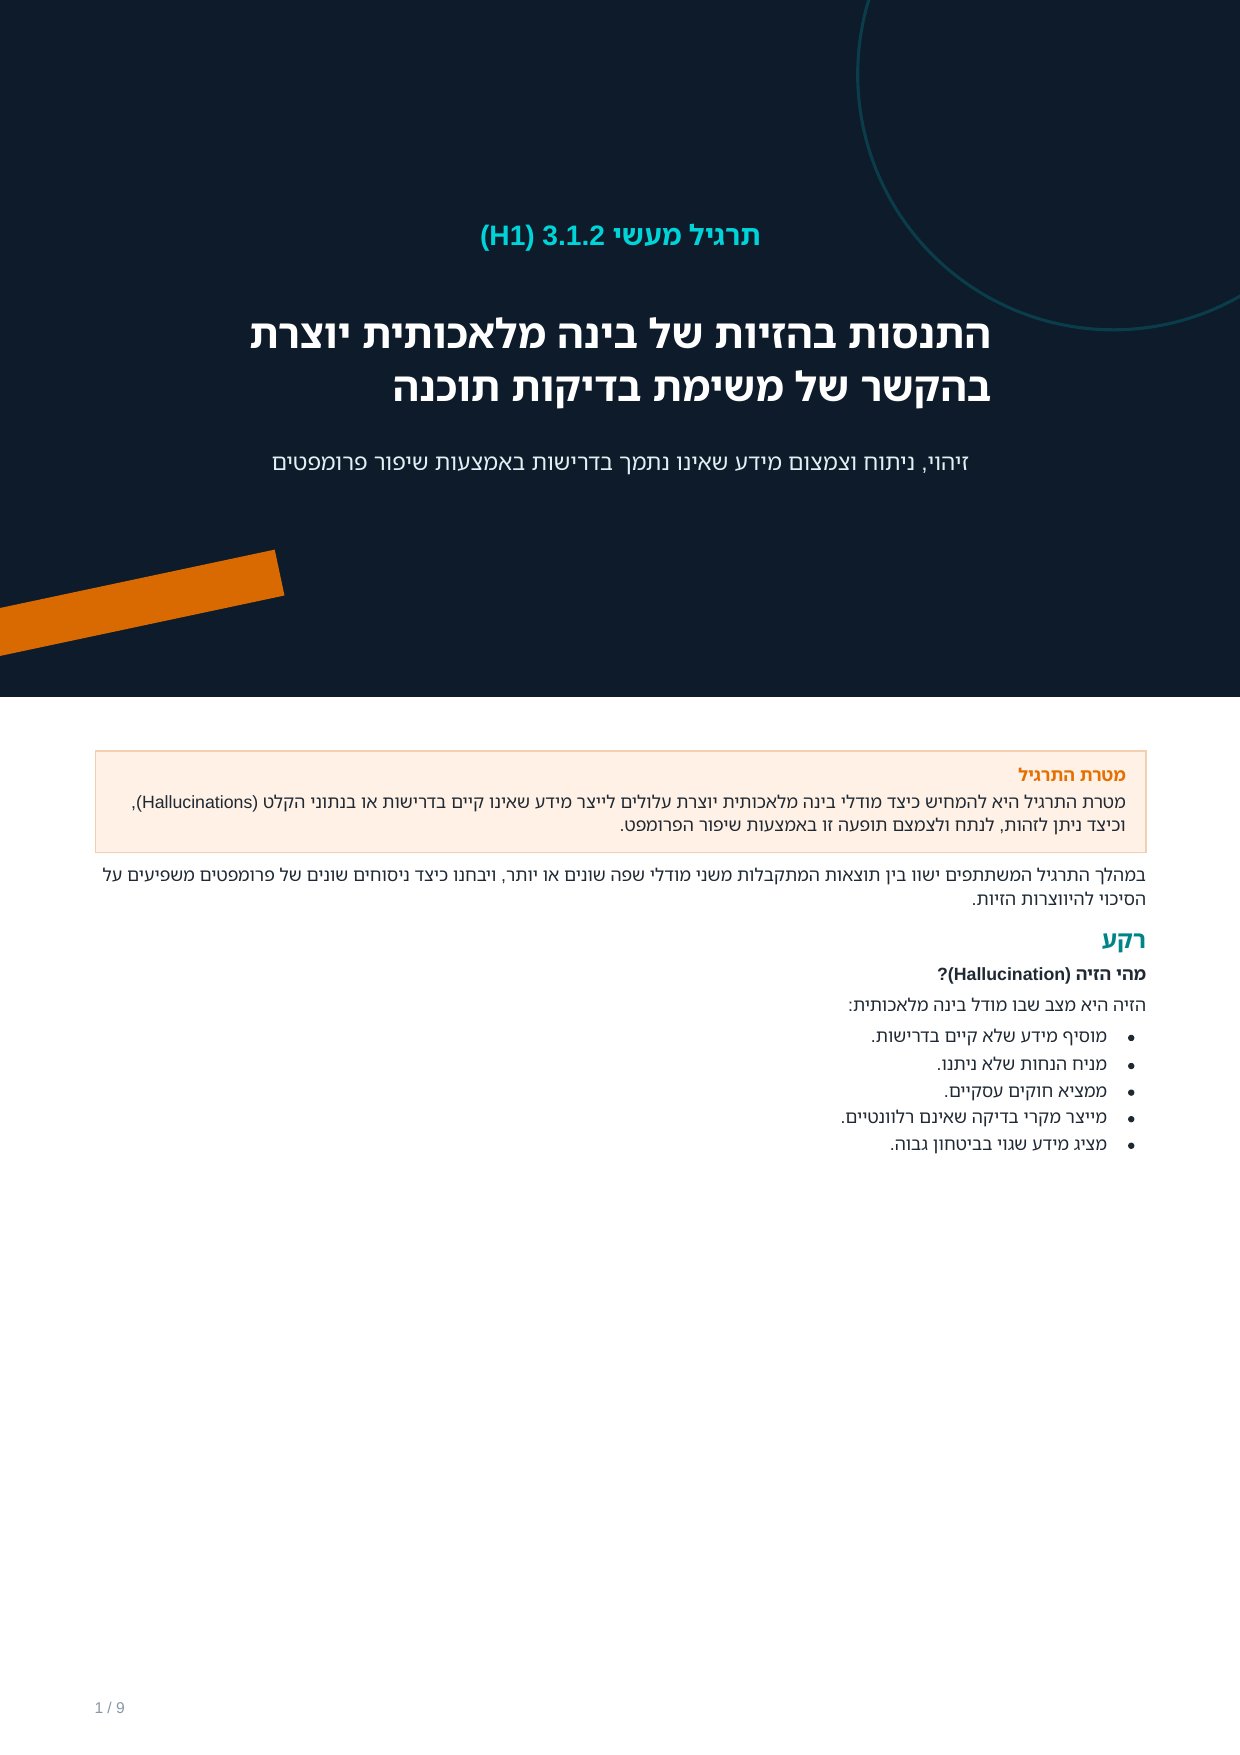 תרגיל מעשי 3.1.2 (H1)
התנסות בהזיות של בינה מלאכותית יוצרת
בהקשר של משימת בדיקות תוכנה
זיהוי, ניתוח וצמצום מידע שאינו נתמך בדרישות באמצעות שיפור פרומפטים
מטרת התרגיל
מטרת התרגיל היא להמחיש כיצד מודלי בינה מלאכותית יוצרת עלולים לייצר מידע שאינו קיים בדרישות או בנתוני הקלט (Hallucinations),
וכיצד ניתן לזהות, לנתח ולצמצם תופעה זו באמצעות שיפור הפרומפט.
במהלך התרגיל המשתתפים ישוו בין תוצאות המתקבלות משני מודלי שפה שונים או יותר, ויבחנו כיצד ניסוחים שונים של פרומפטים משפיעים על
הסיכוי להיווצרות הזיות.
רקע
מהי הזיה (Hallucination)?
הזיה היא מצב שבו מודל בינה מלאכותית:
• מוסיף מידע שלא קיים בדרישות.
• מניח הנחות שלא ניתנו.
• ממציא חוקים עסקיים.
• מייצר מקרי בדיקה שאינם רלוונטיים.
• מציג מידע שגוי בביטחון גבוה.
1 / 9